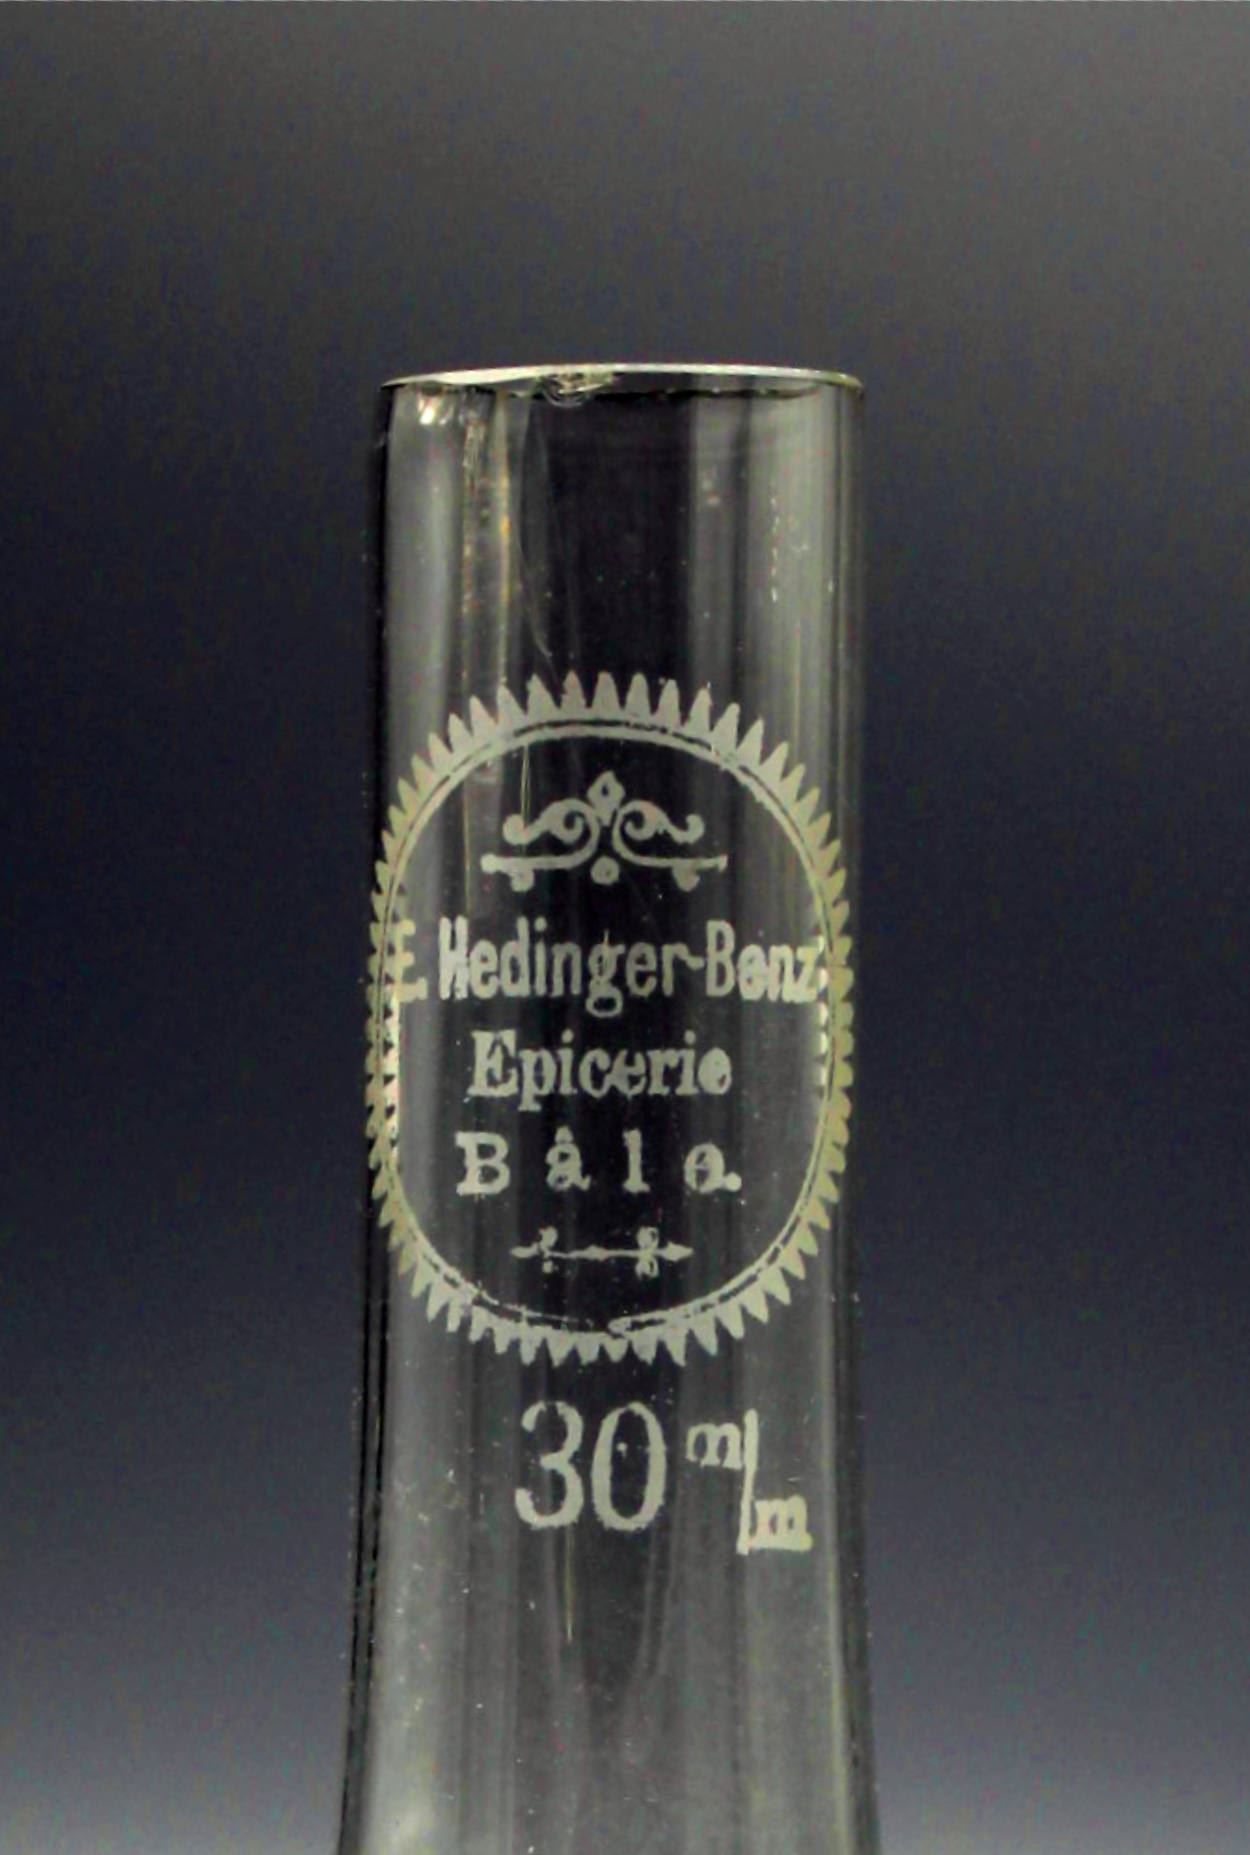 E. Hedinger-Benz
Epicerie
Bâle.
30 m/m